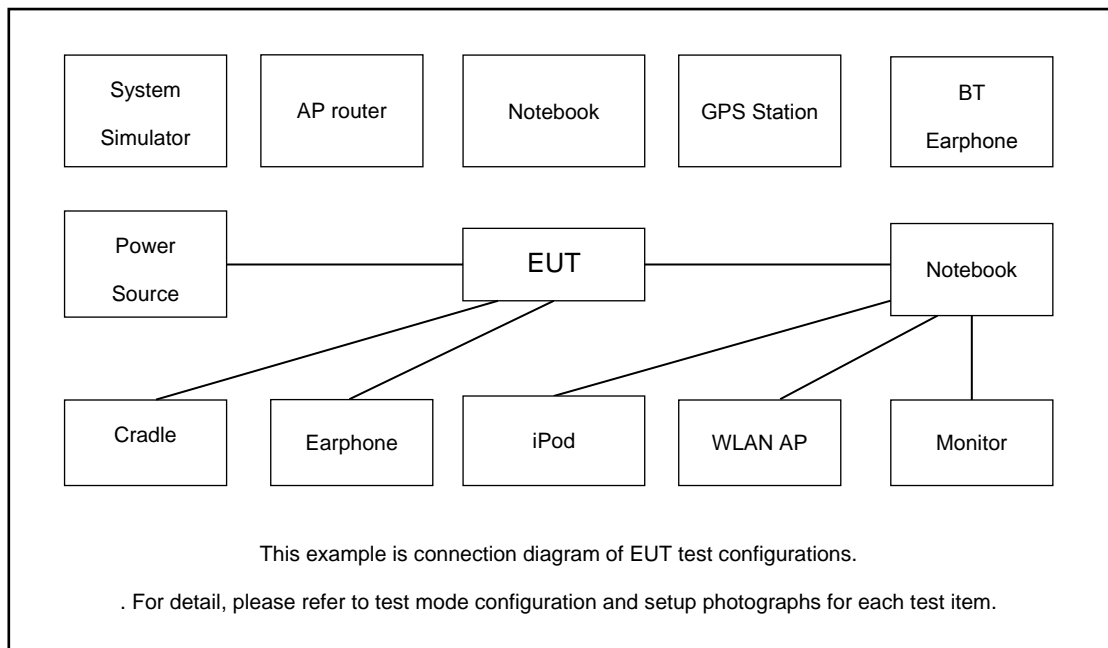 System
Simulator
AP router
Notebook
GPS Station
BT
Earphone
Power
Source
EUT
Notebook
Cradle
Earphone
iPod
WLAN AP
Monitor
This example is connection diagram of EUT test configurations.
. For detail, please refer to test mode configuration and setup photographs for each test item.